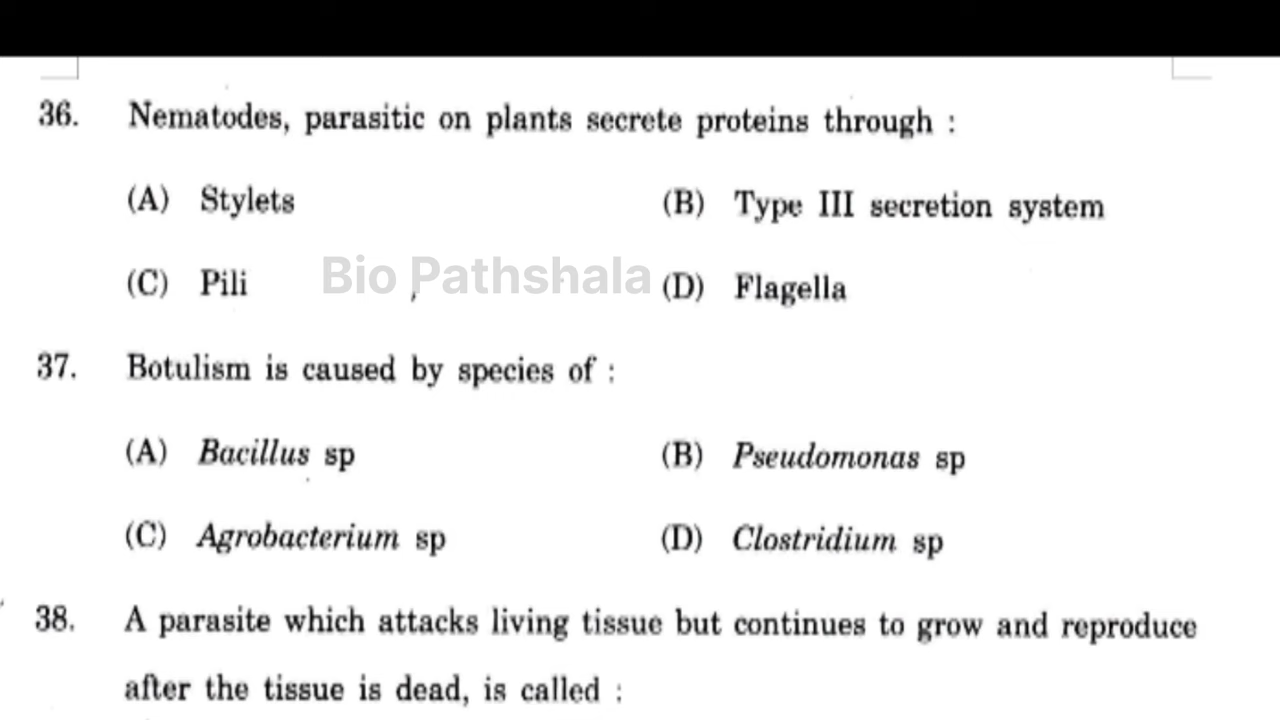 36. Nematodes, parasitic on plants secrete proteins through :
(A) Stylets (B) Type III secretion system
(C) Pili Bio Pathshala (D) Flagella
37. Botulism is caused by species of :
(A) Bacillus sp (B) Pseudomonas sp
(C) Agrobacterium sp (D) Clostridium sp
38. A parasite which attacks living tissue but continues to grow and reproduce
after the tissue is dead, is called :